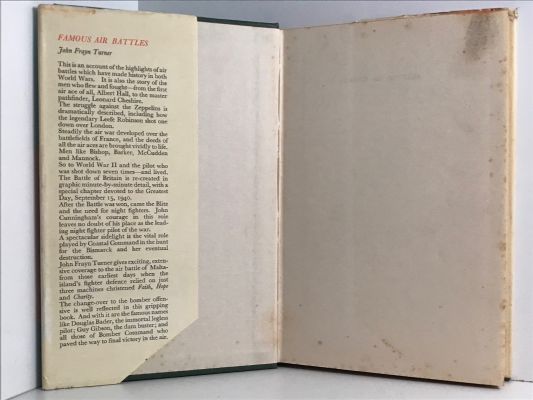 FAMOUS AIR BATTLES
John Frayn Turner
This is an account of the highlights of air
battles which have made history in both
World Wars. It is also the story of the
men who flew and fought—from the first
air ace of all, Albert Hall, to the master
pathfinder, Leonard Cheshire.
The struggle against the Zeppelins is
dramatically described, including how
the legendary Leefe Robinson shot one
down over London.
Steadily the air war developed over the
battlefields of France, and the deeds of
all the air aces are brought vividly to life.
Men like Bishop, Barker, McCudden
and Mannock.
So to World War II and the pilot who
was shot down seven times—and lived.
The Battle of Britain is re-created in
graphic minute-by-minute detail, with a
special chapter devoted to the Greatest
Day, September 15, 1940.
After the Battle was won, came the Blitz
and the need for night fighters. John
Cunningham's courage in this role
leaves no doubt of his place as the lead-
ing night fighter pilot of the war.
A spectacular sidelight is the vital role
played by Coastal Command in the hunt
for the Bismarck and her eventual
destruction.
John Frayn Turner gives exciting, exten-
sive coverage to the air battle of Malta—
from those earliest days when the
island's fighter defence relied on just
three machines christened Faith, Hope
and Charity.
The change-over to the bomber offen-
sive is well reflected in this gripping
book. And with it are the famous names
like Douglas Bader, the immortal legless
pilot; Guy Gibson, the dam buster; and
all those of Bomber Command who
paved the way to final victory in the air.